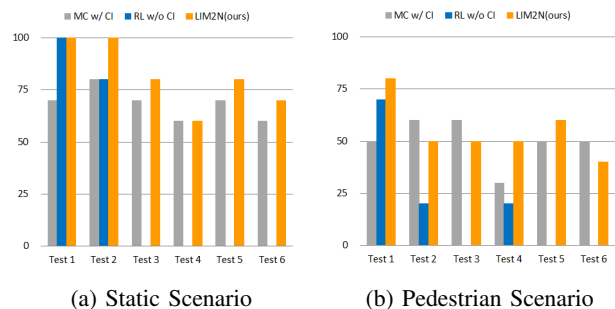 MC w/ CI RL w/o CI LIM2N(ours)
100
75
50
25
0
Test 1 Test 2 Test 3 Test 4 Test 5 Test 6
(a) Static Scenario
MC w/ CI RL w/o CI LIM2N(ours)
100
75
50
25
0
Test 1 Test 2 Test 3 Test 4 Test 5 Test 6
(b) Pedestrian Scenario